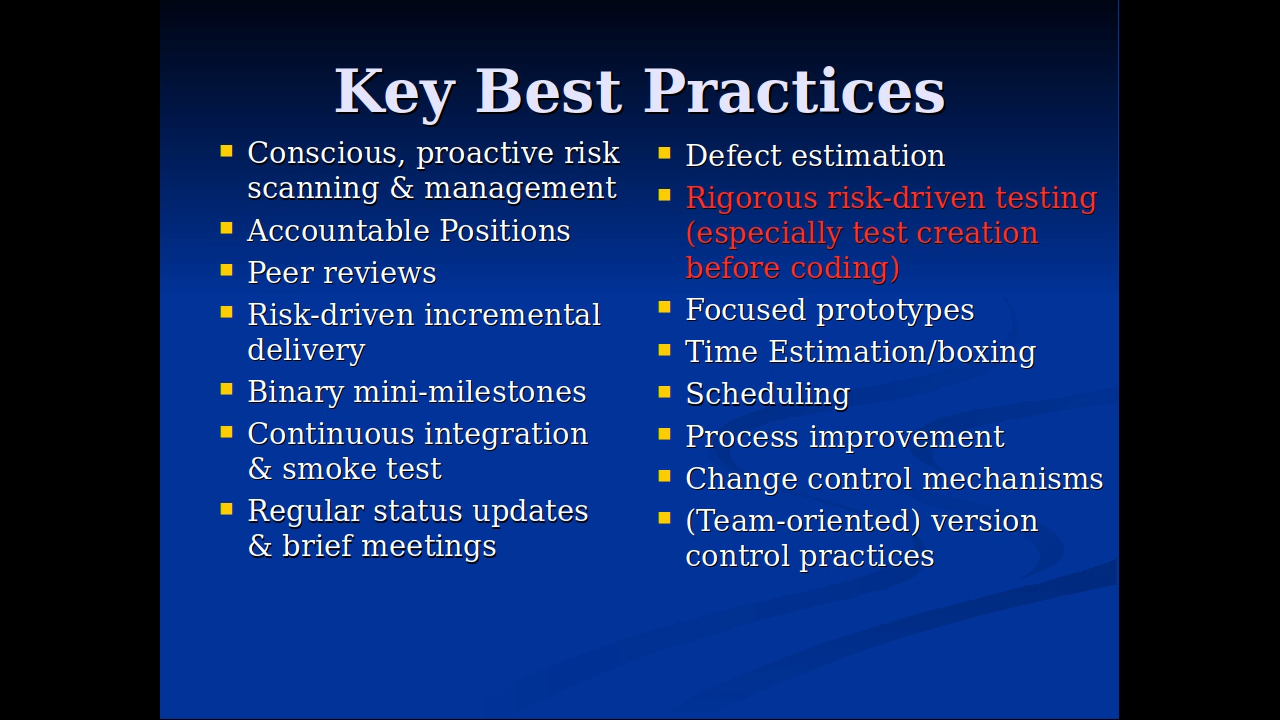 Key Best Practices
Conscious, proactive risk
scanning & management
Accountable Positions
Peer reviews
Risk-driven incremental
delivery
Binary mini-milestones
Continuous integration
& smoke test
Regular status updates
& brief meetings
Defect estimation
Rigorous risk-driven testing
(especially test creation
before coding)
Focused prototypes
Time Estimation/boxing
Scheduling
Process improvement
Change control mechanisms
(Team-oriented) version
control practices